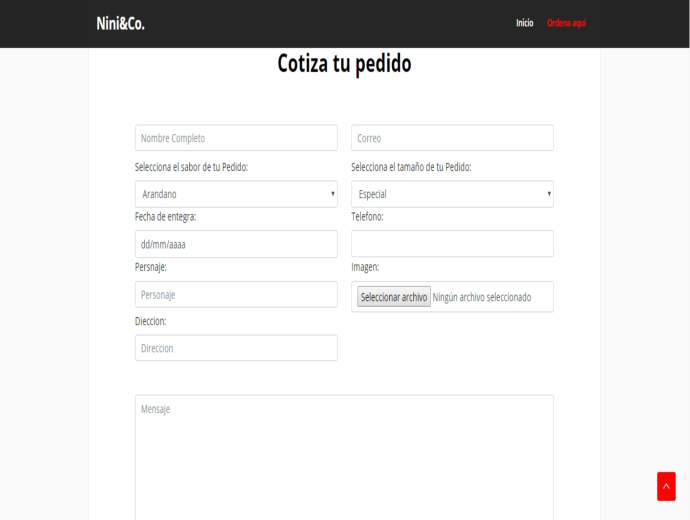 Nini&Co.
Inicio Ordena aquí
Cotiza tu pedido
Nombre Completo Correo
Selecciona el sabor de tu Pedido: Selecciona el tamaño de tu Pedido:
Arandano Especial
Fecha de entegra: Telefono:
dd/mm/aaaa
Persnaje: Imagen:
Personaje Seleccionar archivo Ningún archivo seleccionado
Dieccion:
Direccion
Mensaje